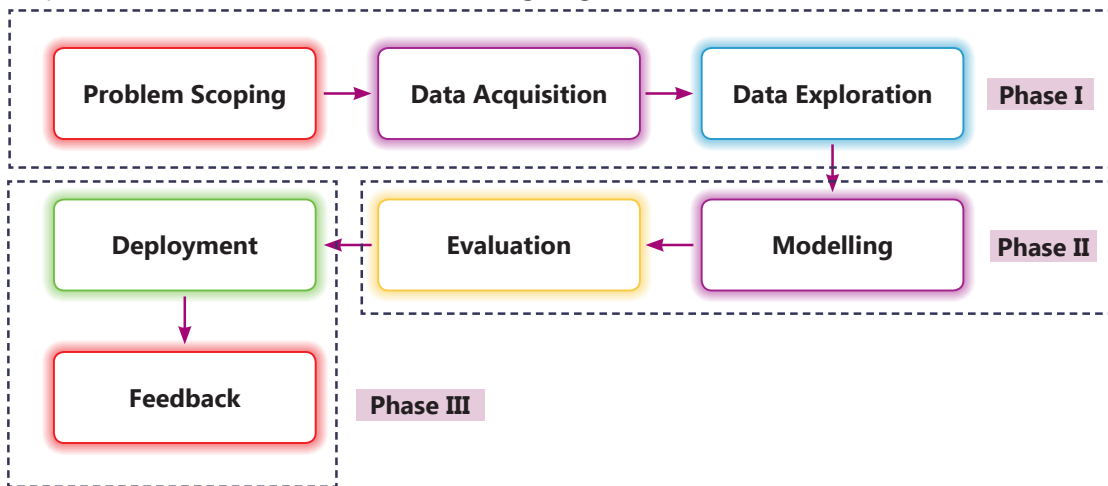 Problem Scoping
Data Acquisition
Data Exploration
Phase I
Deployment
Evaluation
Modelling
Phase II
Feedback
Phase III